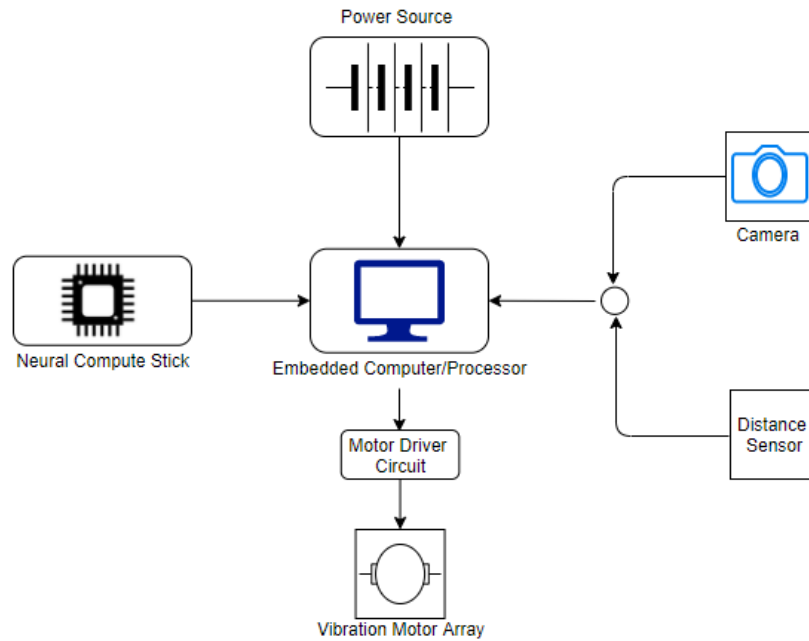 Power Source
Camera
Neural Compute Stick
Embedded Computer/Processor
Distance
Sensor
Motor Driver
Circuit
Vibration Motor Array